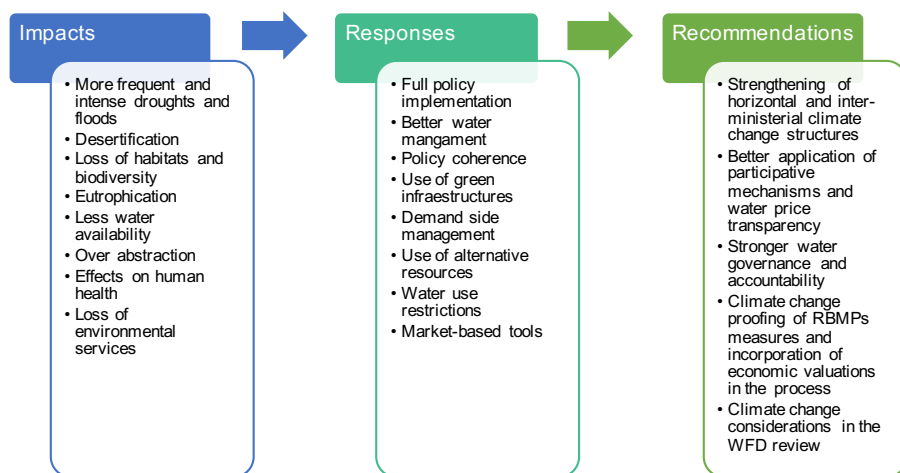 Impacts
• More frequent and
intense droughts and
floods
• Desertification
• Loss of habitats and
biodiversity
• Eutrophication
• Less water
availability
• Over abstraction
• Effects on human
health
• Loss of
environmental
services
Responses
• Full policy
implementation
• Better water
mangament
• Policy coherence
• Use of green
infraestructures
• Demand side
management
• Use of alternative
resources
• Water use
restrictions
• Market-based tools
Recommendations
• Strengthening of
horizontal and inter-
ministerial climate
change structures
• Better application of
participative
mechanisms and
water price
transparency
• Stronger water
governance and
accountability
• Climate change
proofing of RBMPs
measures and
incorporation of
economic valuations
in the process
• Climate change
considerations in the
WFD review